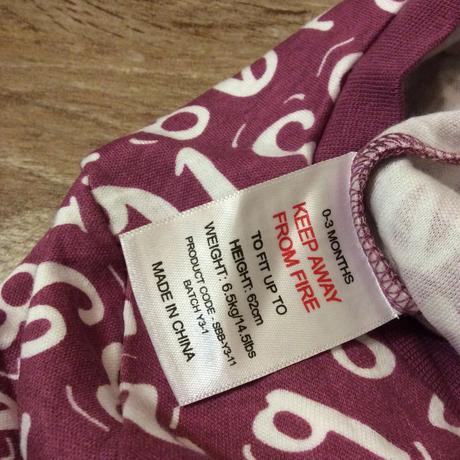 0-3 MONTHS
KEEP AWAY
FROM FIRE
TO FIT UP TO
HEIGHT: 62cm
WEIGHT: 6.5kg/14.5lbs
PRODUCT CODE - SBB-Y3-11
BATCH Y3-1
MADE IN CHINA